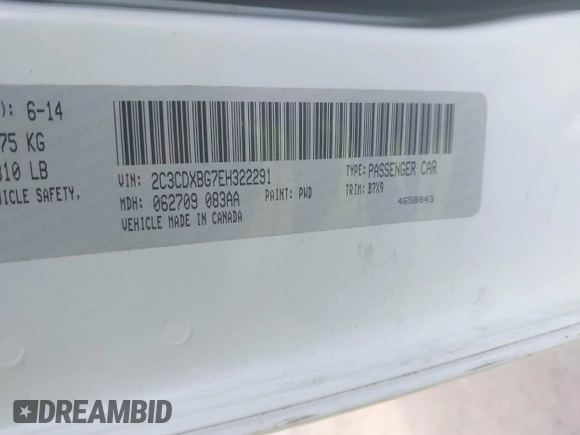 ): 6-14
75 KG
310 LB
VEHICLE SAFETY,
VIN: 2C3CDXBG7EH322291
TYPE: PASSENGER CAR
MDH: 062709 083AA
PAINT: PWD
TRIM: B7X9
VEHICLE MADE IN CANADA
4658843
DREAMBID